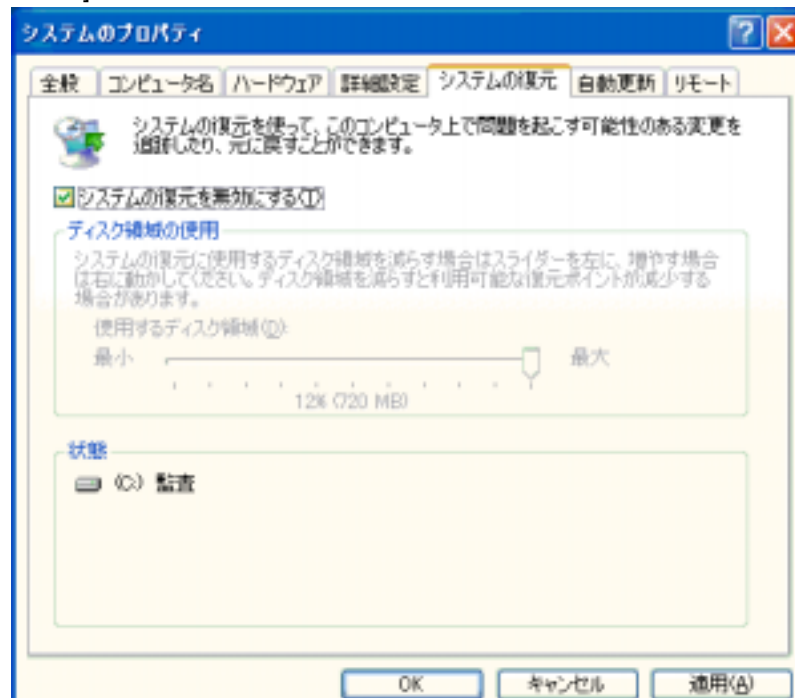 システムのプロパティ
全般 コンピュータ名 ハードウェア 詳細設定 システムの復元 自動更新 リモート
システムの復元を使って、このコンピュータ上で問題を起こす可能性のある変更を
追跡したり、元に戻すことができます。
システムの復元を無効にする(T)
ディスク領域の使用
システムの復元に使用するディスク領域を減らす場合はスライダーを左に、増やす場合
は右に動かしてください。ディスク領域を減らすと利用可能な復元ポイントが減少する
場合があります。
使用するディスク領域(D):
最小 最大
12% (720 MB)
状態
(C:) 監査
OK キャンセル 適用(A)